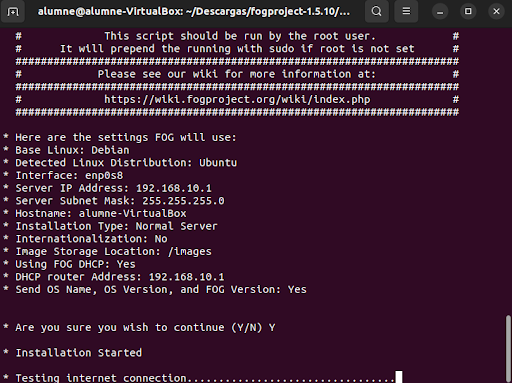 alumne@alumne-VirtualBox: ~/Descargas/fogproject-1.5.10/...
# This script should be run by the root user. #
# It will prepend the running with sudo if root is not set #
######################################################################
# Please see our wiki for more information at: #
######################################################################
# https://wiki.fogproject.org/wiki/index.php #
######################################################################
* Here are the settings FOG will use:
* Base Linux: Debian
* Detected Linux Distribution: Ubuntu
* Interface: enp0s8
* Server IP Address: 192.168.10.1
* Server Subnet Mask: 255.255.255.0
* Hostname: alumne-VirtualBox
* Installation Type: Normal Server
* Internationalization: No
* Image Storage Location: /images
* Using FOG DHCP: Yes
* DHCP router Address: 192.168.10.1
* Send OS Name, OS Version, and FOG Version: Yes
* Are you sure you wish to continue (Y/N) Y
* Installation Started
* Testing internet connection.................................